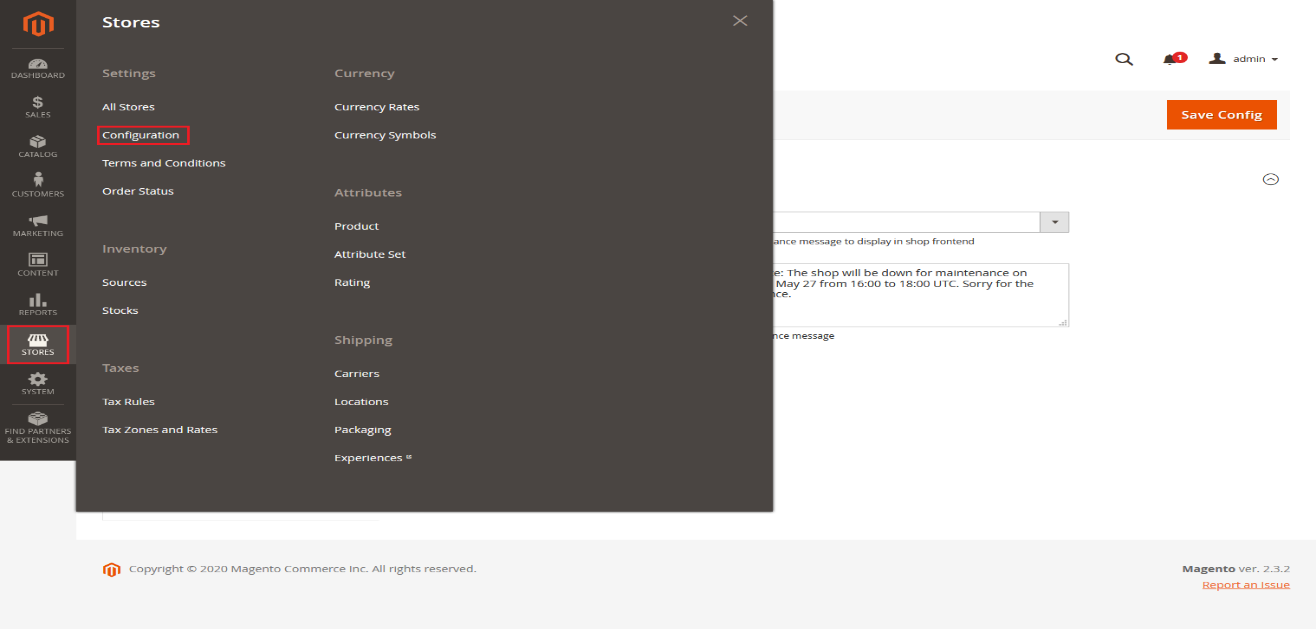 DASHBOARD
SALES
CATALOG
CUSTOMERS
MARKETING
CONTENT
REPORTS
STORES
SYSTEM
FIND PARTNERS
& EXTENSIONS
Stores
Settings
All Stores
Configuration
Terms and Conditions
Order Status
Inventory
Sources
Stocks
Taxes
Tax Rules
Tax Zones and Rates
Currency
Currency Rates
Currency Symbols
Attributes
Product
Attribute Set
Rating
Shipping
Carriers
Locations
Packaging
Experiences
1
admin
Save Config
ance message to display in shop frontend
e: The shop will be down for maintenance on
May 27 from 16:00 to 18:00 UTC. Sorry for the
nce.
nce message
Copyright © 2020 Magento Commerce Inc. All rights reserved.
Magento ver. 2.3.2
Report an Issue